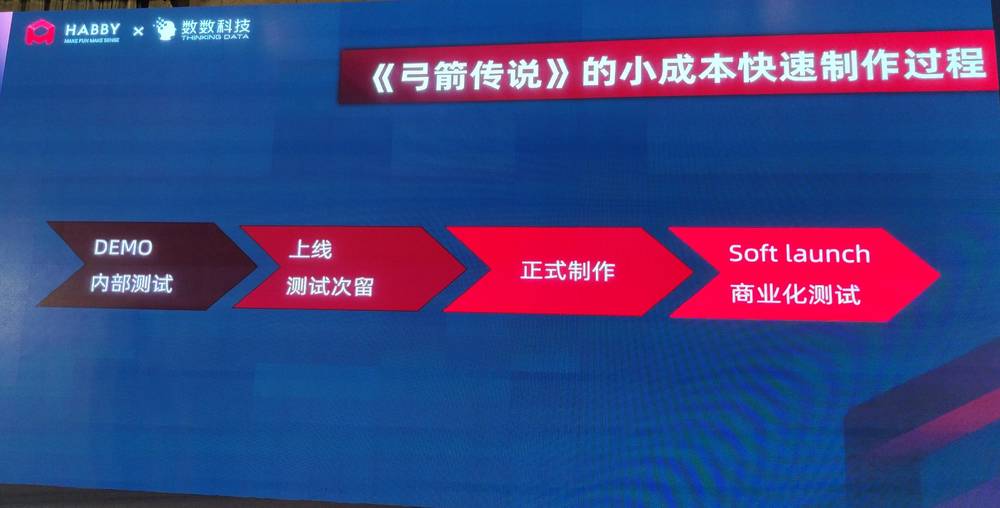 HABBY
MAKE FUN MAKE SENSE
×
数数科技
THINKING DATA
《弓箭传说》的小成本快速制作过程
DEMO
内部测试
上线
测试次留
正式制作
Soft launch
商业化测试